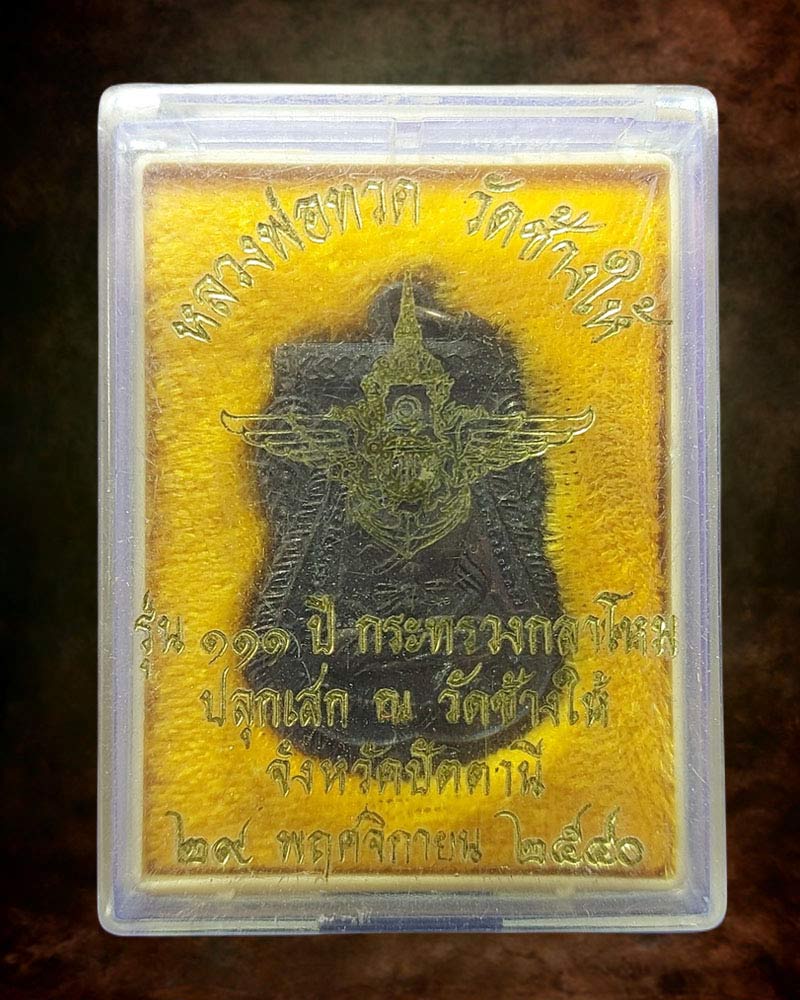 หลวงพ่อทวด วัดช้างให้
รุ่น ๑๑๑ ปี กระทรวงกลาโหม
ปลุกเสก ณ วัดช้างให้
จังหวัดปัตตานี
๒๙ พฤศจิกายน ๒๕๔๐